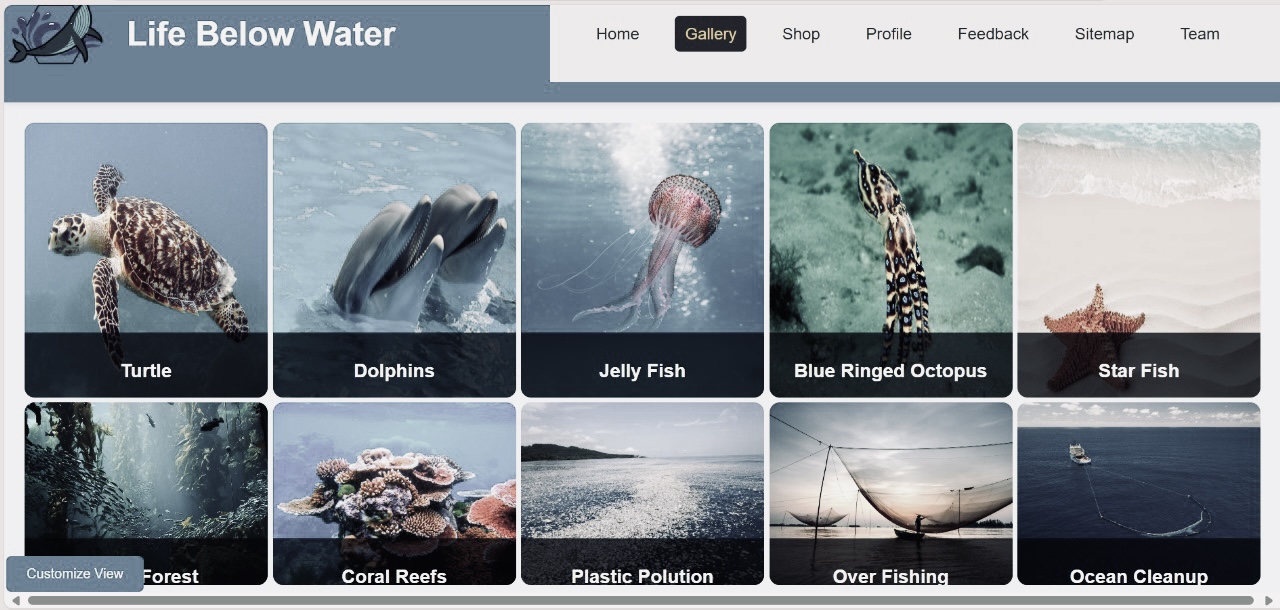 Life Below Water
Home Gallery Shop Profile Feedback Sitemap Team
Turtle
Dolphins
Jelly Fish
Blue Ringed Octopus
Star Fish
Forest
Coral Reefs
Plastic Polution
Over Fishing
Ocean Cleanup
Customize View